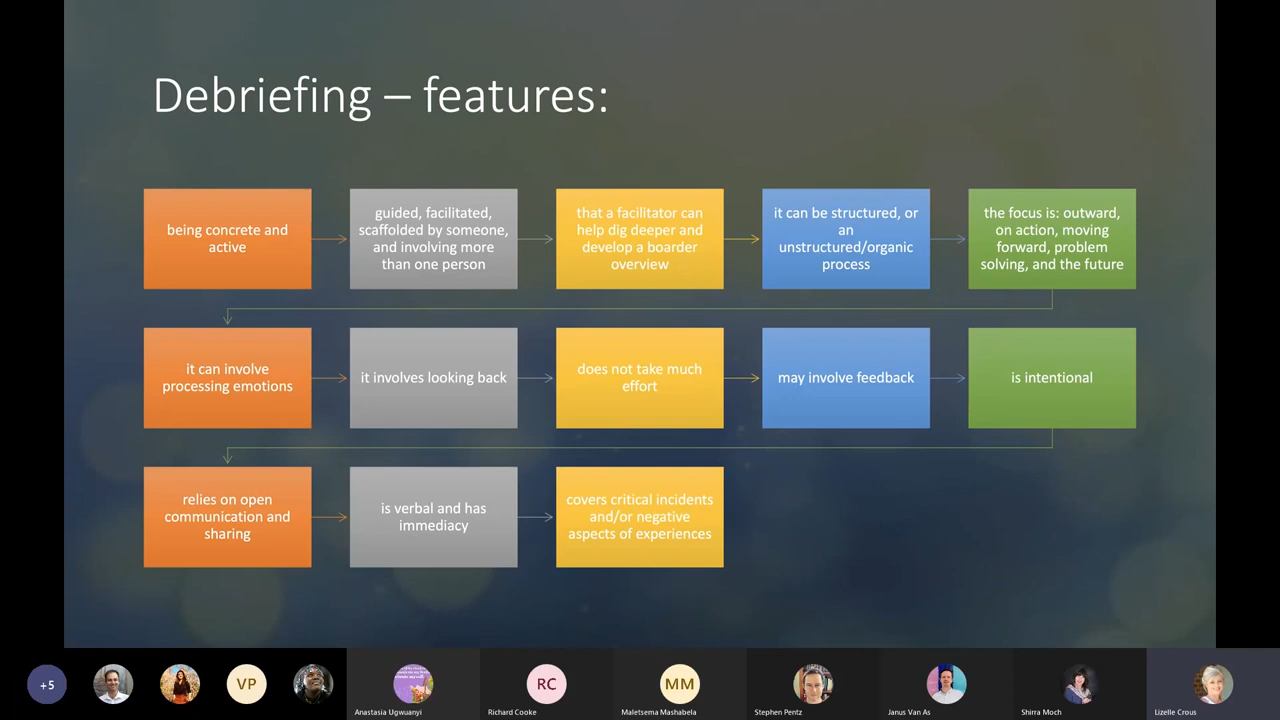 Debriefing – features:
being concrete and
active
guided, facilitated,
scaffolded by someone,
and involving more
than one person
that a facilitator can
help dig deeper and
develop a boarder
overview
it can be structured, or
an
unstructured/organic
process
the focus is: outward,
on action, moving
forward, problem
solving, and the future
it can involve
processing emotions
it involves looking back
does not take much
effort
may involve feedback
is intentional
relies on open
communication and
sharing
is verbal and has
immediacy
covers critical incidents
and/or negative
aspects of experiences
+5
VP
RC
MM
Anastasia Ugwuanyi
Richard Cooke
Maletsema Mashabela
Stephen Pentz
Janus Van As
Shirra Moch
Lizelle Crous